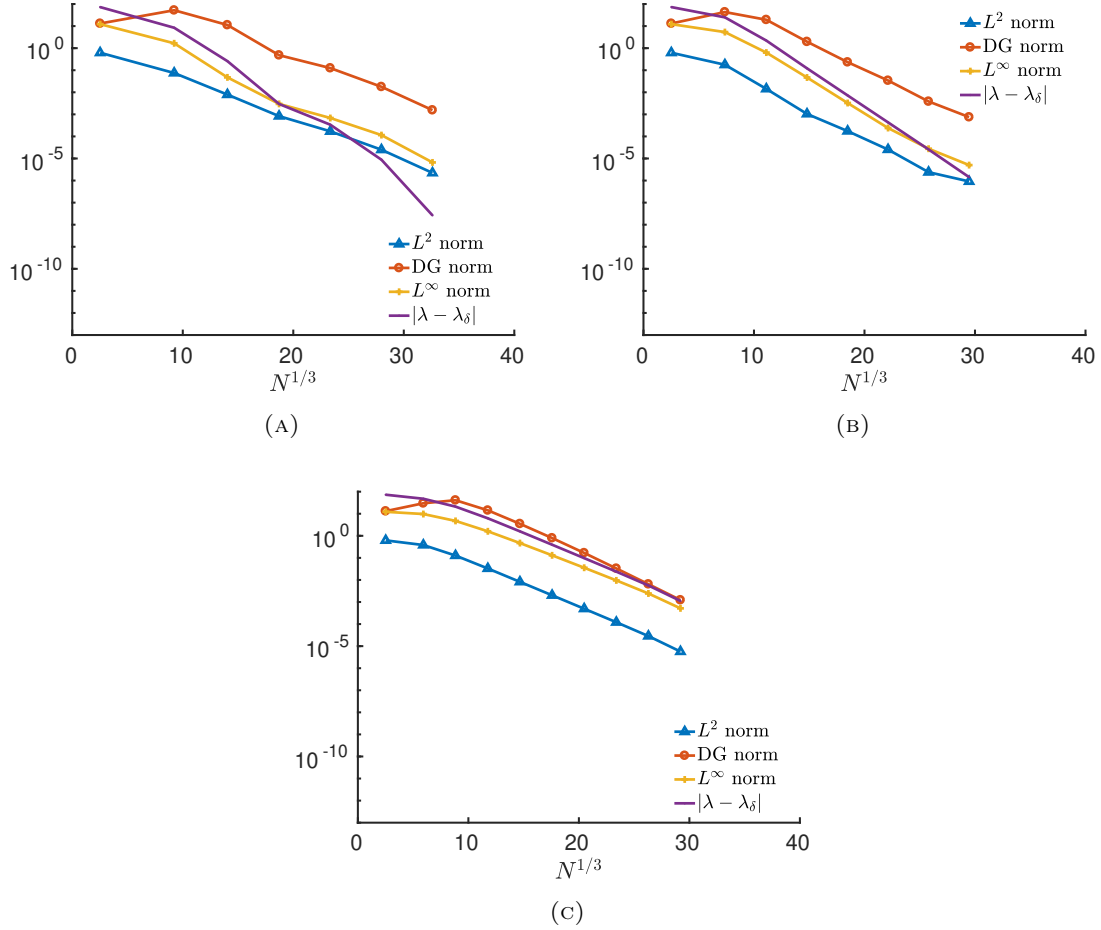 10^0
10^-5
10^-10
0 10 20 30 40
N^{1/3}
L^2 norm
DG norm
L^∞ norm
|λ − λ_δ|
(A)
10^0
10^-5
10^-10
0 10 20 30 40
N^{1/3}
L^2 norm
DG norm
L^∞ norm
|λ − λ_δ|
(B)
10^0
10^-5
10^-10
0 10 20 30 40
N^{1/3}
L^2 norm
DG norm
L^∞ norm
|λ − λ_δ|
(C)